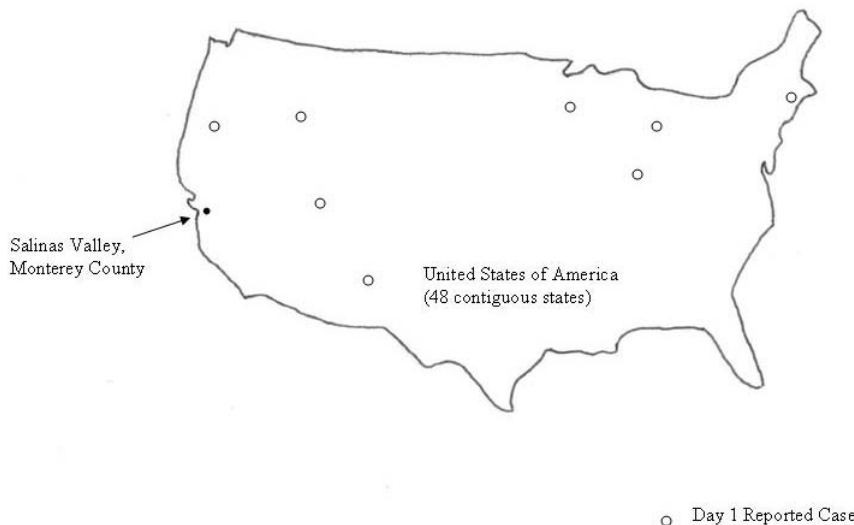 Salinas Valley,
Monterey County
United States of America
(48 contiguous states)
Day 1 Reported Case